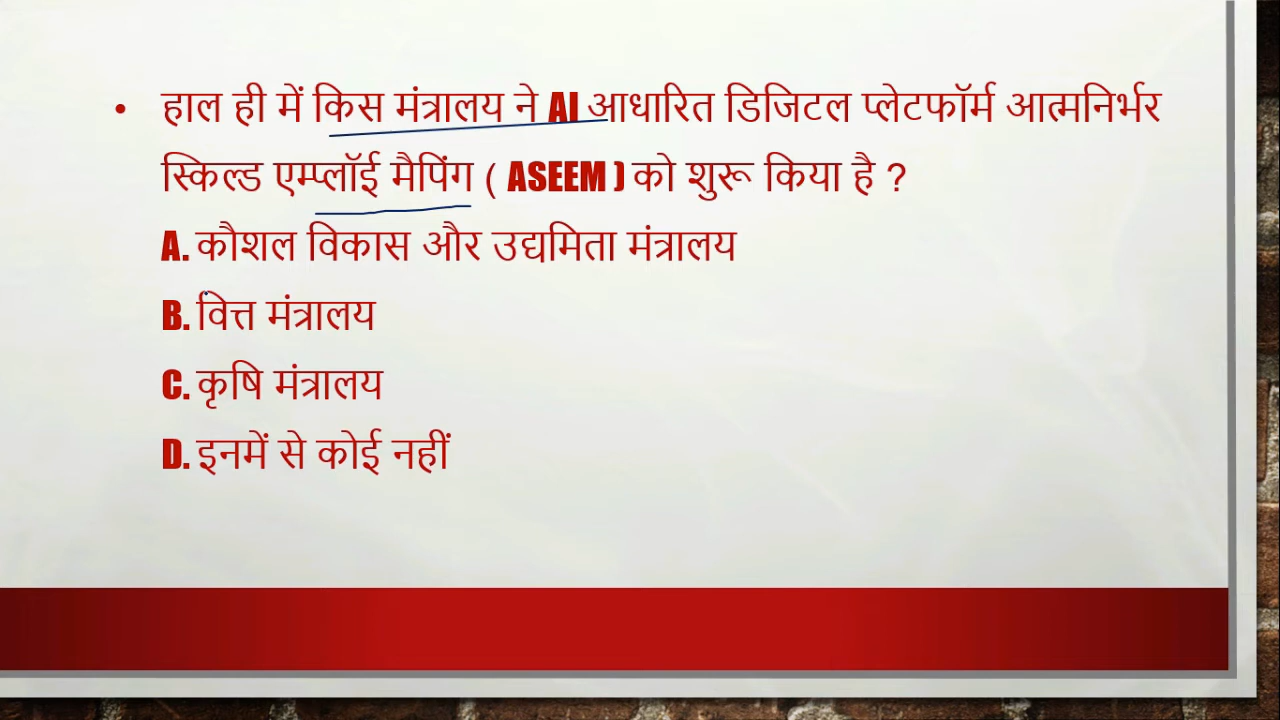 • हाल ही में किस मंत्रालय ने AI आधारित डिजिटल प्लेटफॉर्म आत्मनिर्भर
स्किल्ड एम्प्लॉई मैपिंग ( ASEEM ) को शुरू किया है ?
A. कौशल विकास और उद्यमिता मंत्रालय
B. वित्त मंत्रालय
C. कृषि मंत्रालय
D. इनमें से कोई नहीं